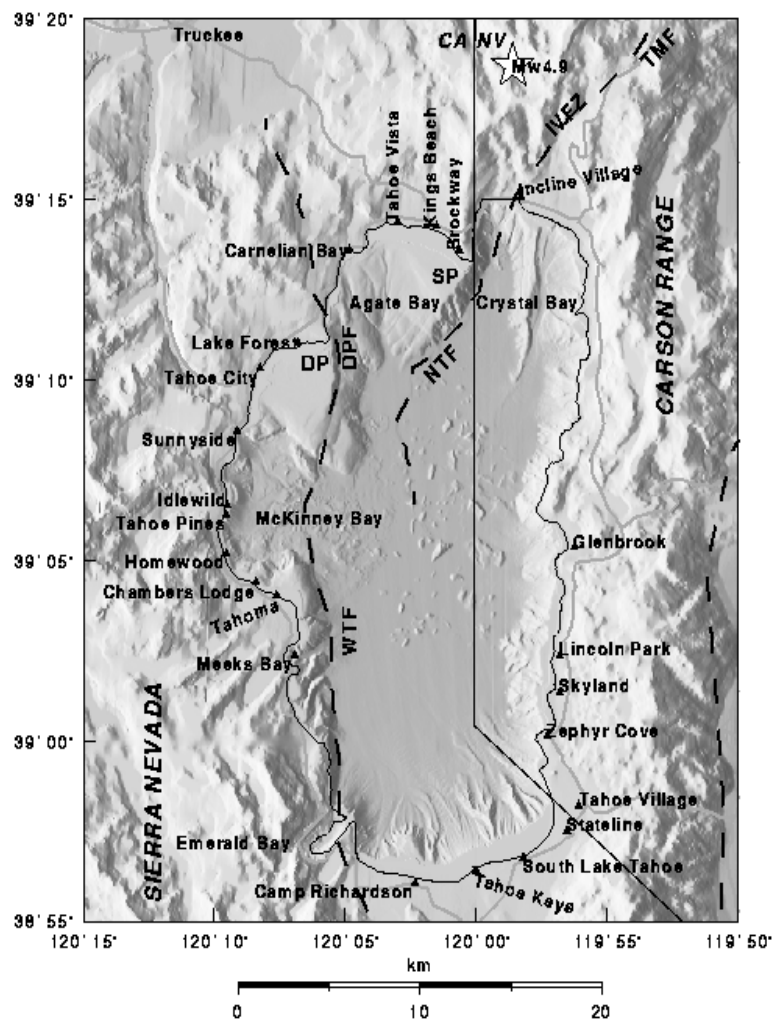 39˚ 20'
Truckee
CA NV
Mw4.9
TMF
IVFZ
Tahoe Vista
Kings Beach
Brockway
39˚ 15'
Incline Village
CARSON RANGE
Carnelian Bay
SP
Agate Bay
Crystal Bay
Lake Forest
DP
DPF
NTF
39˚ 10'
Tahoe City
Sunnyside
Idlewild
Tahoe Pines
McKinney Bay
39˚ 05'
Homewood
Glenbrook
Chambers Lodge
Tahoma
WTF
Meeks Bay
Lincoln Park
Skyland
39˚ 00'
Zephyr Cove
SIERRA NEVADA
Tahoe Village
Stateline
Emerald Bay
South Lake Tahoe
Camp Richardson
Tahoe Keys
38˚ 55'
120˚ 15'
120˚ 10'
120˚ 05'
120˚ 00'
119˚ 55'
119˚ 50'
km
0
10
20